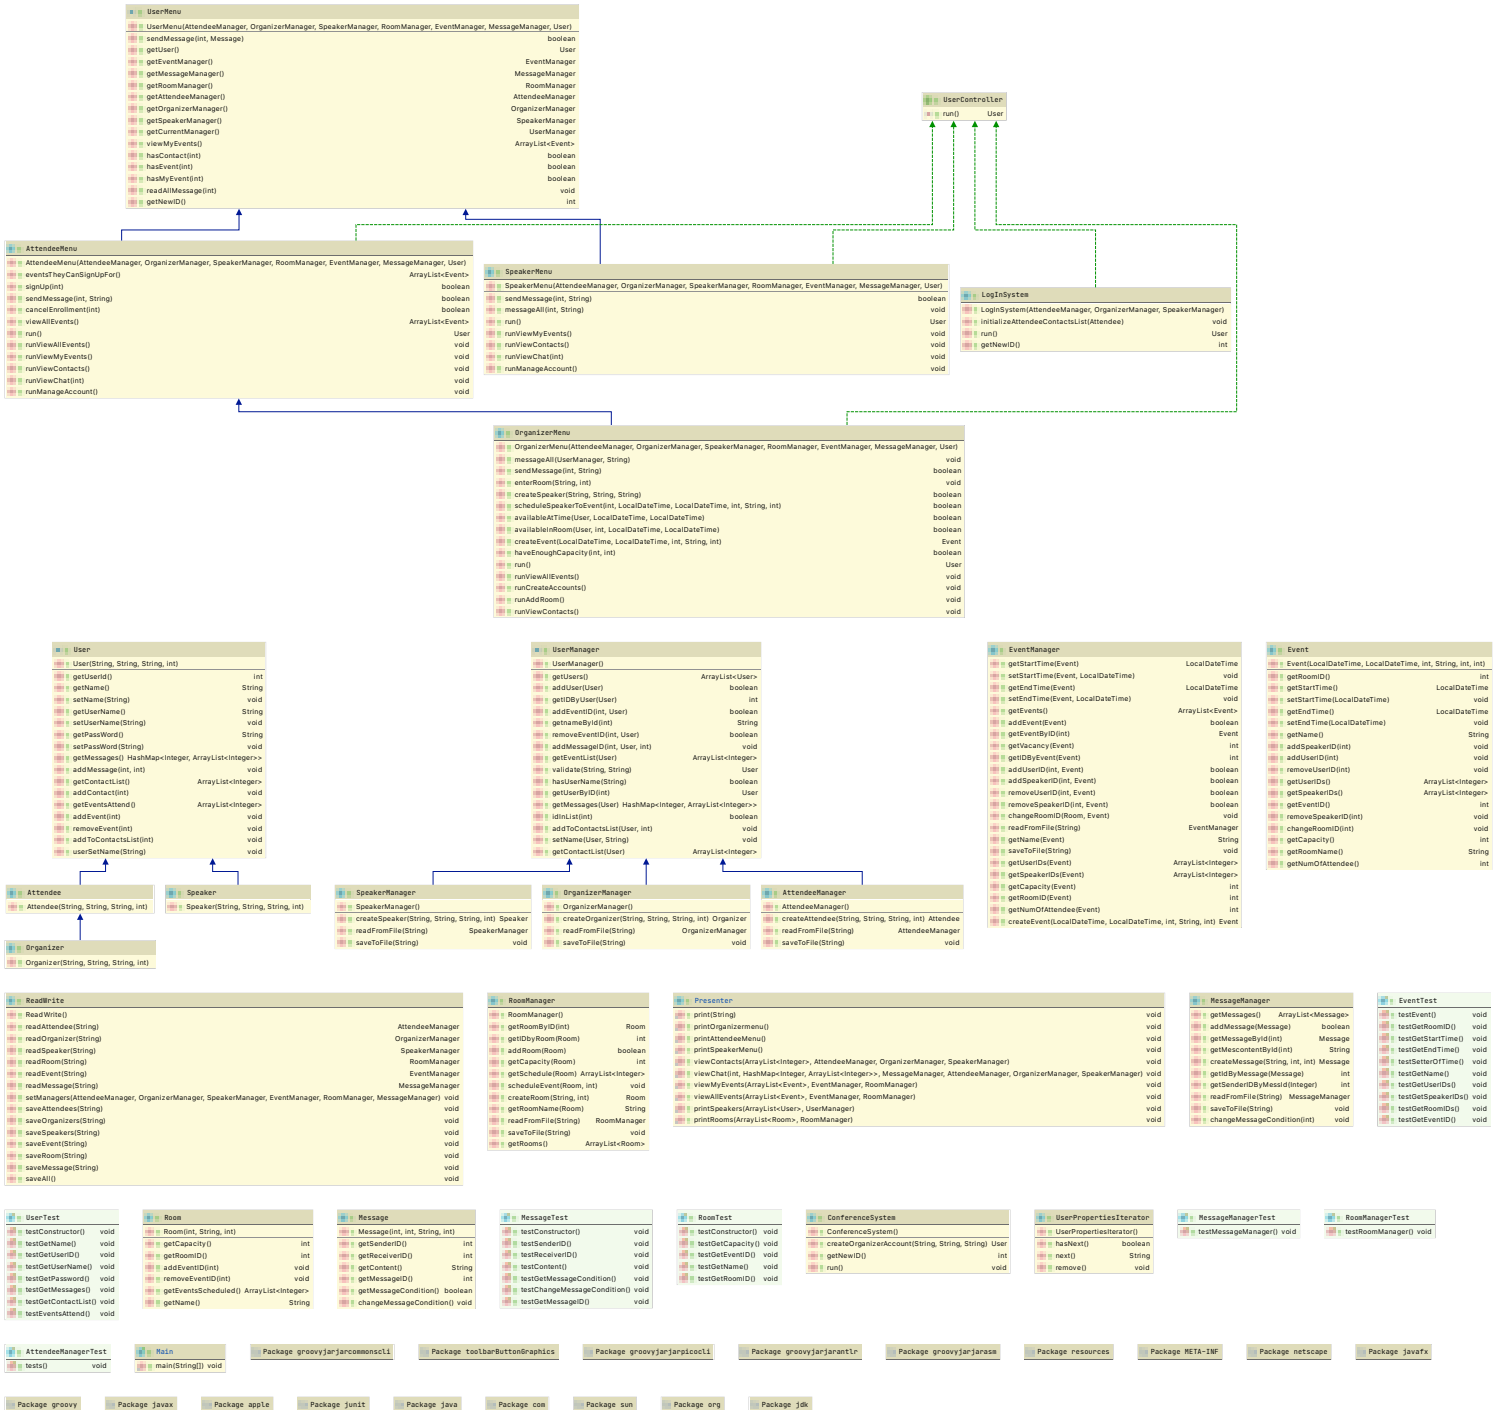 UserMenu
UserMenu(AttendeeManager, OrganizerManager, SpeakerManager, RoomManager, EventManager, MessageManager, User)
sendMessage(int, Message) boolean
getUser() User
getEventManager() EventManager
getMessageManager() MessageManager
getRoomManager() RoomManager
getAttendeeManager() AttendeeManager
getOrganizerManager() OrganizerManager
getSpeakerManager() SpeakerManager
getCurrentManager() UserManager
viewMyEvents() ArrayList<Event>
hasContact(int) boolean
hasEvent(int) boolean
hasMyEvent(int) boolean
readAllMessage(int) void
getNewID() int
UserController
run() User
AttendeeMenu
AttendeeMenu(AttendeeManager, OrganizerManager, SpeakerManager, RoomManager, EventManager, MessageManager, User)
eventsTheyCanSignUpFor() ArrayList<Event>
signUp(int) boolean
sendMessage(int, String) boolean
cancelEnrollment(int) boolean
viewAllEvents() ArrayList<Event>
run() User
runViewAllEvents() void
runViewMyEvents() void
runViewContacts() void
runViewChat(int) void
runManageAccount() void
SpeakerMenu
SpeakerMenu(AttendeeManager, OrganizerManager, SpeakerManager, RoomManager, EventManager, MessageManager, User)
sendMessage(int, String) boolean
messageAll(int, String) void
run() User
runViewMyEvents() void
runViewContacts() void
runViewChat(int) void
runManageAccount() void
LogInSystem
LogInSystem(AttendeeManager, OrganizerManager, SpeakerManager)
initializeAttendeeContactsList(Attendee) void
run() User
getNewID() int
OrganizerMenu
OrganizerMenu(AttendeeManager, OrganizerManager, SpeakerManager, RoomManager, EventManager, MessageManager, User)
messageAll(UserManager, String) void
sendMessage(int, String) boolean
enterRoom(String, int) void
createSpeaker(String, String, String) boolean
scheduleSpeakerToEvent(int, LocalDateTime, LocalDateTime, int, String, int) boolean
availableAtTime(User, LocalDateTime, LocalDateTime) boolean
availableInRoom(User, int, LocalDateTime, LocalDateTime) boolean
createEvent(LocalDateTime, LocalDateTime, int, String, int) Event
haveEnoughCapacity(int, int) boolean
run() User
runViewAllEvents() void
runCreateAccounts() void
runAddRoom() void
runViewContacts() void
User
User(String, String, String, int)
getUserId() int
getName() String
setName(String) void
getUserName() String
setUserName(String) void
getPassWord() String
setPassWord(String) void
getMessages() HashMap<Integer, ArrayList<Integer>>
addMessage(int, int) void
getContactList() ArrayList<Integer>
addContact(int) void
getEventsAttend() ArrayList<Integer>
addEvent(int) void
removeEvent(int) void
addToContactsList(int) void
userSetName(String) void
UserManager
UserManager()
getUsers() ArrayList<User>
addUser(User) boolean
getIDByUser(User) int
addEventID(int, User) boolean
getnameById(int) String
removeEventID(int, User) boolean
addMessageID(int, User, int) void
getEventList(User) ArrayList<Integer>
validate(String, String) User
hasUserName(String) boolean
getUserByID(int) User
getMessages(User) HashMap<Integer, ArrayList<Integer>>
idInList(int) boolean
addToContactsList(User, int) void
setName(User, String) void
getContactList(User) ArrayList<Integer>
EventManager
getStartTime(Event) LocalDateTime
setStartTime(Event, LocalDateTime) void
getEndTime(Event) LocalDateTime
setEndTime(Event, LocalDateTime) void
getEvents() ArrayList<Event>
addEvent(Event) boolean
getEventByID(int) Event
getVacancy(Event) int
getIDByEvent(Event) int
addUserID(int, Event) boolean
addSpeakerID(int, Event) boolean
removeUserID(int, Event) boolean
removeSpeakerID(int, Event) boolean
changeRoomID(Room, Event) void
readFromFile(String) EventManager
getName(Event) String
saveToFile(String) void
getUserIDs(Event) ArrayList<Integer>
getSpeakerIDs(Event) ArrayList<Integer>
getCapacity(Event) int
getRoomID(Event) int
getNumOfAttendee(Event) int
createEvent(LocalDateTime, LocalDateTime, int, String, int) Event
Event
Event(LocalDateTime, LocalDateTime, int, String, int, int)
getRoomID() int
getStartTime() LocalDateTime
setStartTime(LocalDateTime) void
getEndTime() LocalDateTime
setEndTime(LocalDateTime) void
getName() String
addSpeakerID(int) void
addUserID(int) void
removeUserID(int) void
getUserIDs() ArrayList<Integer>
getSpeakerIDs() ArrayList<Integer>
getEventID() int
removeSpeakerID(int) void
changeRoomID(int) void
getCapacity() int
getRoomName() String
getNumOfAttendee() int
Attendee
Attendee(String, String, String, int)
Speaker
Speaker(String, String, String, int)
Organizer
Organizer(String, String, String, int)
SpeakerManager
SpeakerManager()
createSpeaker(String, String, String, int) Speaker
readFromFile(String) SpeakerManager
saveToFile(String) void
OrganizerManager
OrganizerManager()
createOrganizer(String, String, String, int) Organizer
readFromFile(String) OrganizerManager
saveToFile(String) void
AttendeeManager
AttendeeManager()
createAttendee(String, String, String, int) Attendee
readFromFile(String) AttendeeManager
saveToFile(String) void
ReadWrite
ReadWrite()
readAttendee(String) AttendeeManager
readOrganizer(String) OrganizerManager
readSpeaker(String) SpeakerManager
readRoom(String) RoomManager
readEvent(String) EventManager
readMessage(String) MessageManager
setManagers(AttendeeManager, OrganizerManager, SpeakerManager, EventManager, RoomManager, MessageManager) void
saveAttendees(String) void
saveOrganizers(String) void
saveSpeakers(String) void
saveEvent(String) void
saveRoom(String) void
saveMessage(String) void
saveAll() void
RoomManager
RoomManager()
getRoomByID(int) Room
getIDbyRoom(Room) int
addRoom(Room) boolean
getCapacity(Room) int
getSchedule(Room) ArrayList<Integer>
scheduleEvent(Room, int) void
createRoom(String, int) Room
getRoomName(Room) String
readFromFile(String) RoomManager
saveToFile(String) void
getRooms() ArrayList<Room>
Presenter
print(String) void
printOrganizermenu() void
printAttendeeMenu() void
printSpeakerMenu() void
viewContacts(ArrayList<Integer>, AttendeeManager, OrganizerManager, SpeakerManager) void
viewChat(int, HashMap<Integer, ArrayList<Integer>>, MessageManager, AttendeeManager, OrganizerManager, SpeakerManager) void
viewMyEvents(ArrayList<Event>, EventManager, RoomManager) void
viewAllEvents(ArrayList<Event>, EventManager, RoomManager) void
printSpeakers(ArrayList<User>, UserManager) void
printRooms(ArrayList<Room>, RoomManager) void
MessageManager
getMessages() ArrayList<Message>
addMessage(Message) boolean
getMessageById(int) Message
getMescontentById(int) String
createMessage(String, int, int) Message
getIdByMessage(Message) int
getSenderIDByMessId(Integer) int
readFromFile(String) MessageManager
saveToFile(String) void
changeMessageCondition(int) void
EventTest
testEvent() void
testGetRoomID() void
testGetStartTime() void
testGetEndTime() void
testSetterOfTime() void
testGetName() void
testGetUserIDs() void
testGetSpeakerIDs() void
testGetRoomIDs() void
testGetEventID() void
UserTest
testConstructor() void
testGetName() void
testGetUserID() void
testGetUserName() void
testGetPassword() void
testGetMessages() void
testGetContactList() void
testEventsAttend() void
Room
Room(int, String, int)
getCapacity() int
getRoomID() int
addEventID(int) void
removeEventID(int) void
getEventsScheduled() ArrayList<Integer>
getName() String
Message
Message(int, int, String, int)
getSenderID() int
getReceiverID() int
getContent() String
getMessageID() int
getMessageCondition() boolean
changeMessageCondition() void
MessageTest
testConstructor() void
testSenderID() void
testReceiverID() void
testContent() void
testGetMessageCondition() void
testChangeMessageCondition() void
testGetMessageID() void
RoomTest
testConstructor() void
testGetCapacity() void
testGetEventID() void
testGetName() void
testGetRoomID() void
ConferenceSystem
ConferenceSystem()
createOrganizerAccount(String, String, String) User
getNewID() int
run() void
UserPropertiesIterator
UserPropertiesIterator()
hasNext() boolean
next() String
remove() void
MessageManagerTest
testMessageManager() void
RoomManagerTest
testRoomManager() void
AttendeeManagerTest
tests() void
Main
main(String[]) void
Package groovyjarjarcommonscli
Package toolbarButtonGraphics
Package groovyjarjarpicocli
Package groovyjarjarantlr
Package groovyjarjarasm
Package resources
Package META-INF
Package netscape
Package javafx
Package groovy
Package javax
Package apple
Package junit
Package java
Package com
Package sun
Package org
Package jdk